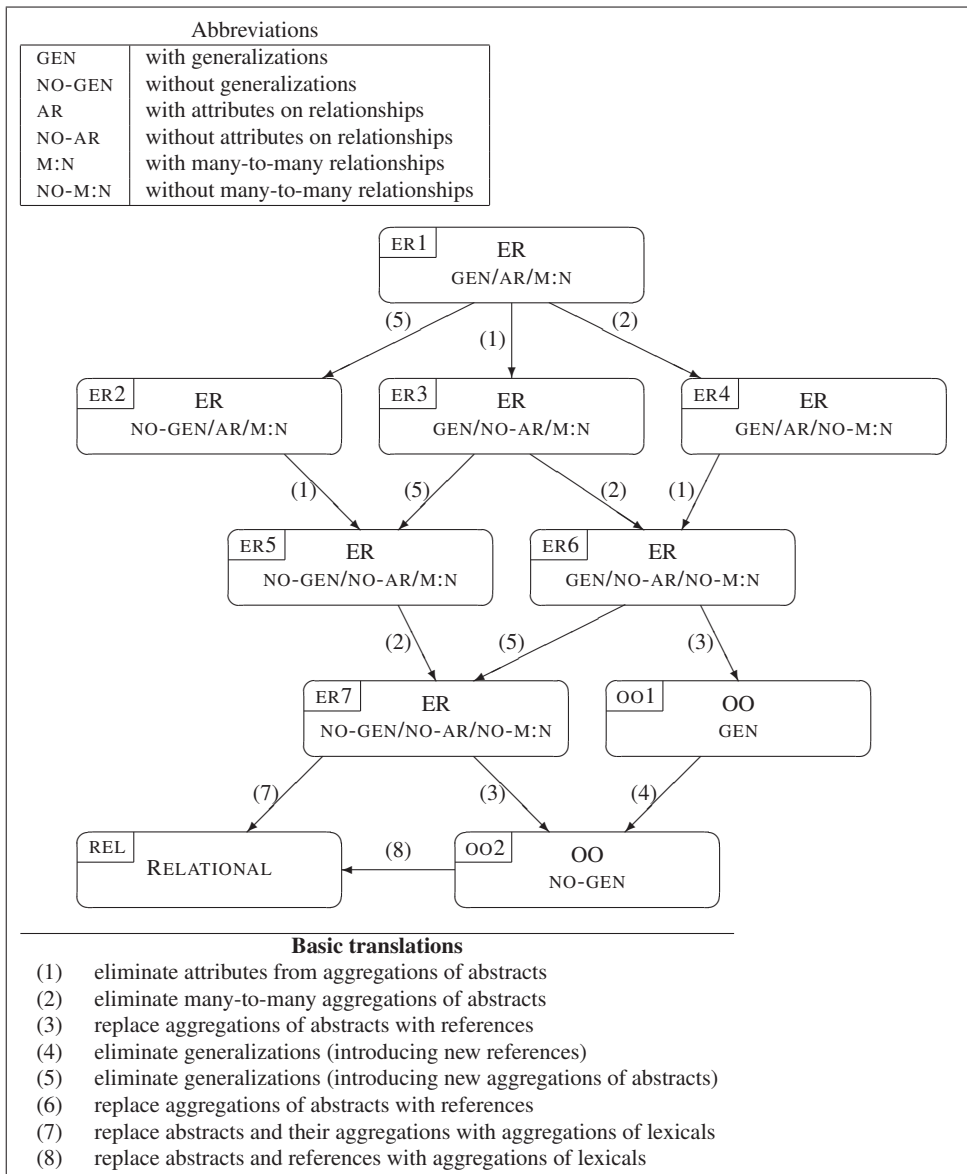 Abbreviations
GEN with generalizations
NO-GEN without generalizations
AR with attributes on relationships
NO-AR without attributes on relationships
M:N with many-to-many relationships
NO-M:N without many-to-many relationships
ER1 ER
GEN/AR/M:N
(5) (1) (2)
ER2 ER
NO-GEN/AR/M:N
ER3 ER
GEN/NO-AR/M:N
ER4 ER
GEN/AR/NO-M:N
(1) (5) (2) (1)
ER5 ER
NO-GEN/NO-AR/M:N
ER6 ER
GEN/NO-AR/NO-M:N
(2) (5) (3)
ER7 ER
NO-GEN/NO-AR/NO-M:N
OO1 OO
GEN
(7) (3) (4)
REL RELATIONAL
(8)
OO2 OO
NO-GEN
Basic translations
(1) eliminate attributes from aggregations of abstracts
(2) eliminate many-to-many aggregations of abstracts
(3) replace aggregations of abstracts with references
(4) eliminate generalizations (introducing new references)
(5) eliminate generalizations (introducing new aggregations of abstracts)
(6) replace aggregations of abstracts with references
(7) replace abstracts and their aggregations with aggregations of lexicals
(8) replace abstracts and references with aggregations of lexicals